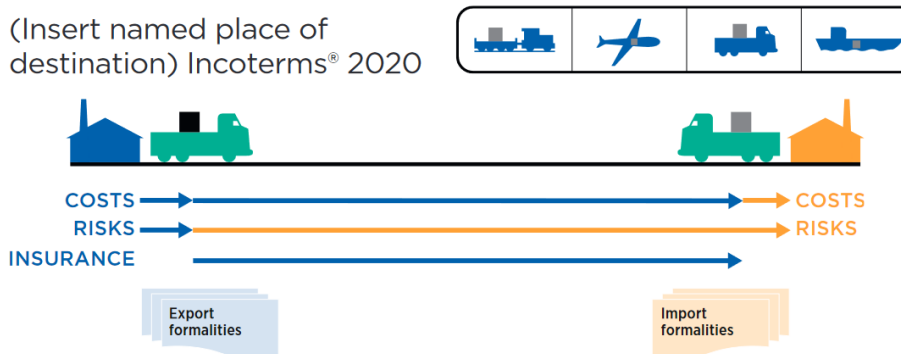 (Insert named place of
destination) Incoterms® 2020
COSTS
COSTS
RISKS
RISKS
INSURANCE
Export
formalities
Import
formalities